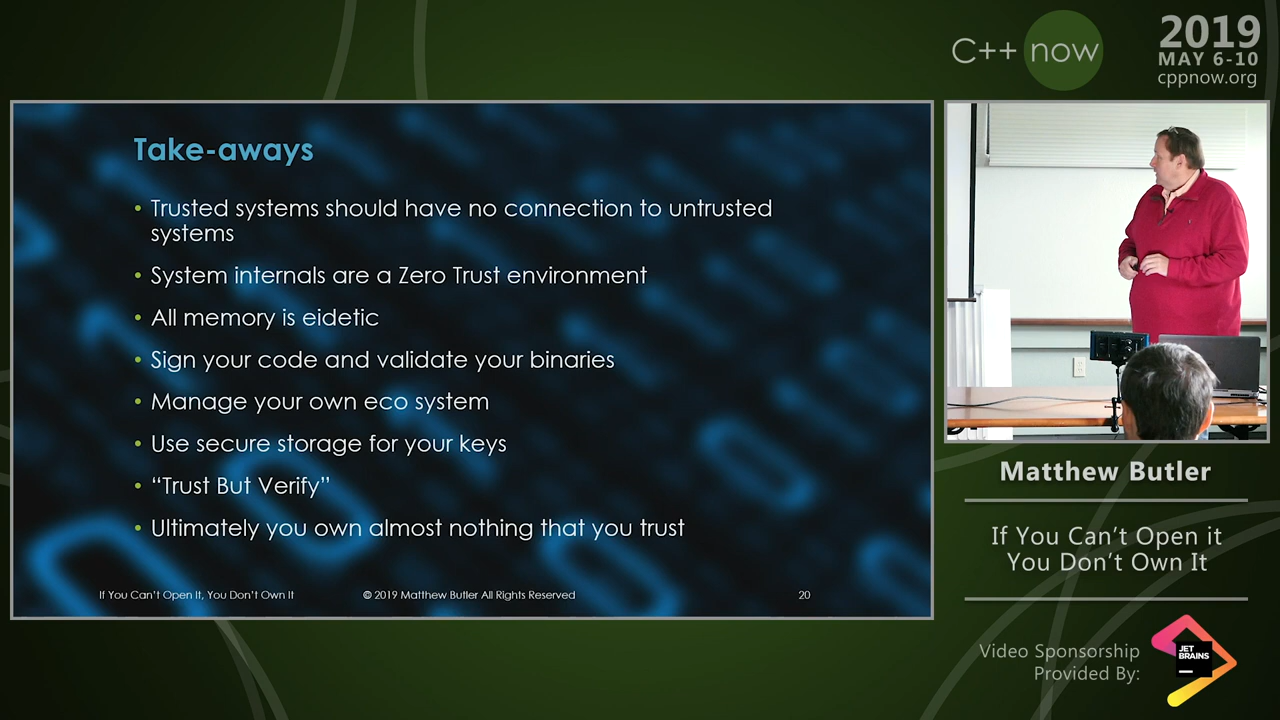 C++ now
2019
MAY 6-10
cppnow.org
Take-aways
• Trusted systems should have no connection to untrusted
systems
• System internals are a Zero Trust environment
• All memory is eidetic
• Sign your code and validate your binaries
• Manage your own eco system
• Use secure storage for your keys
• “Trust But Verify”
• Ultimately you own almost nothing that you trust
If You Can’t Open It, You Don’t Own It
© 2019 Matthew Butler All Rights Reserved
20
Matthew Butler
If You Can’t Open it
You Don’t Own It
Video Sponsorship
Provided By:
JET
BRAINS